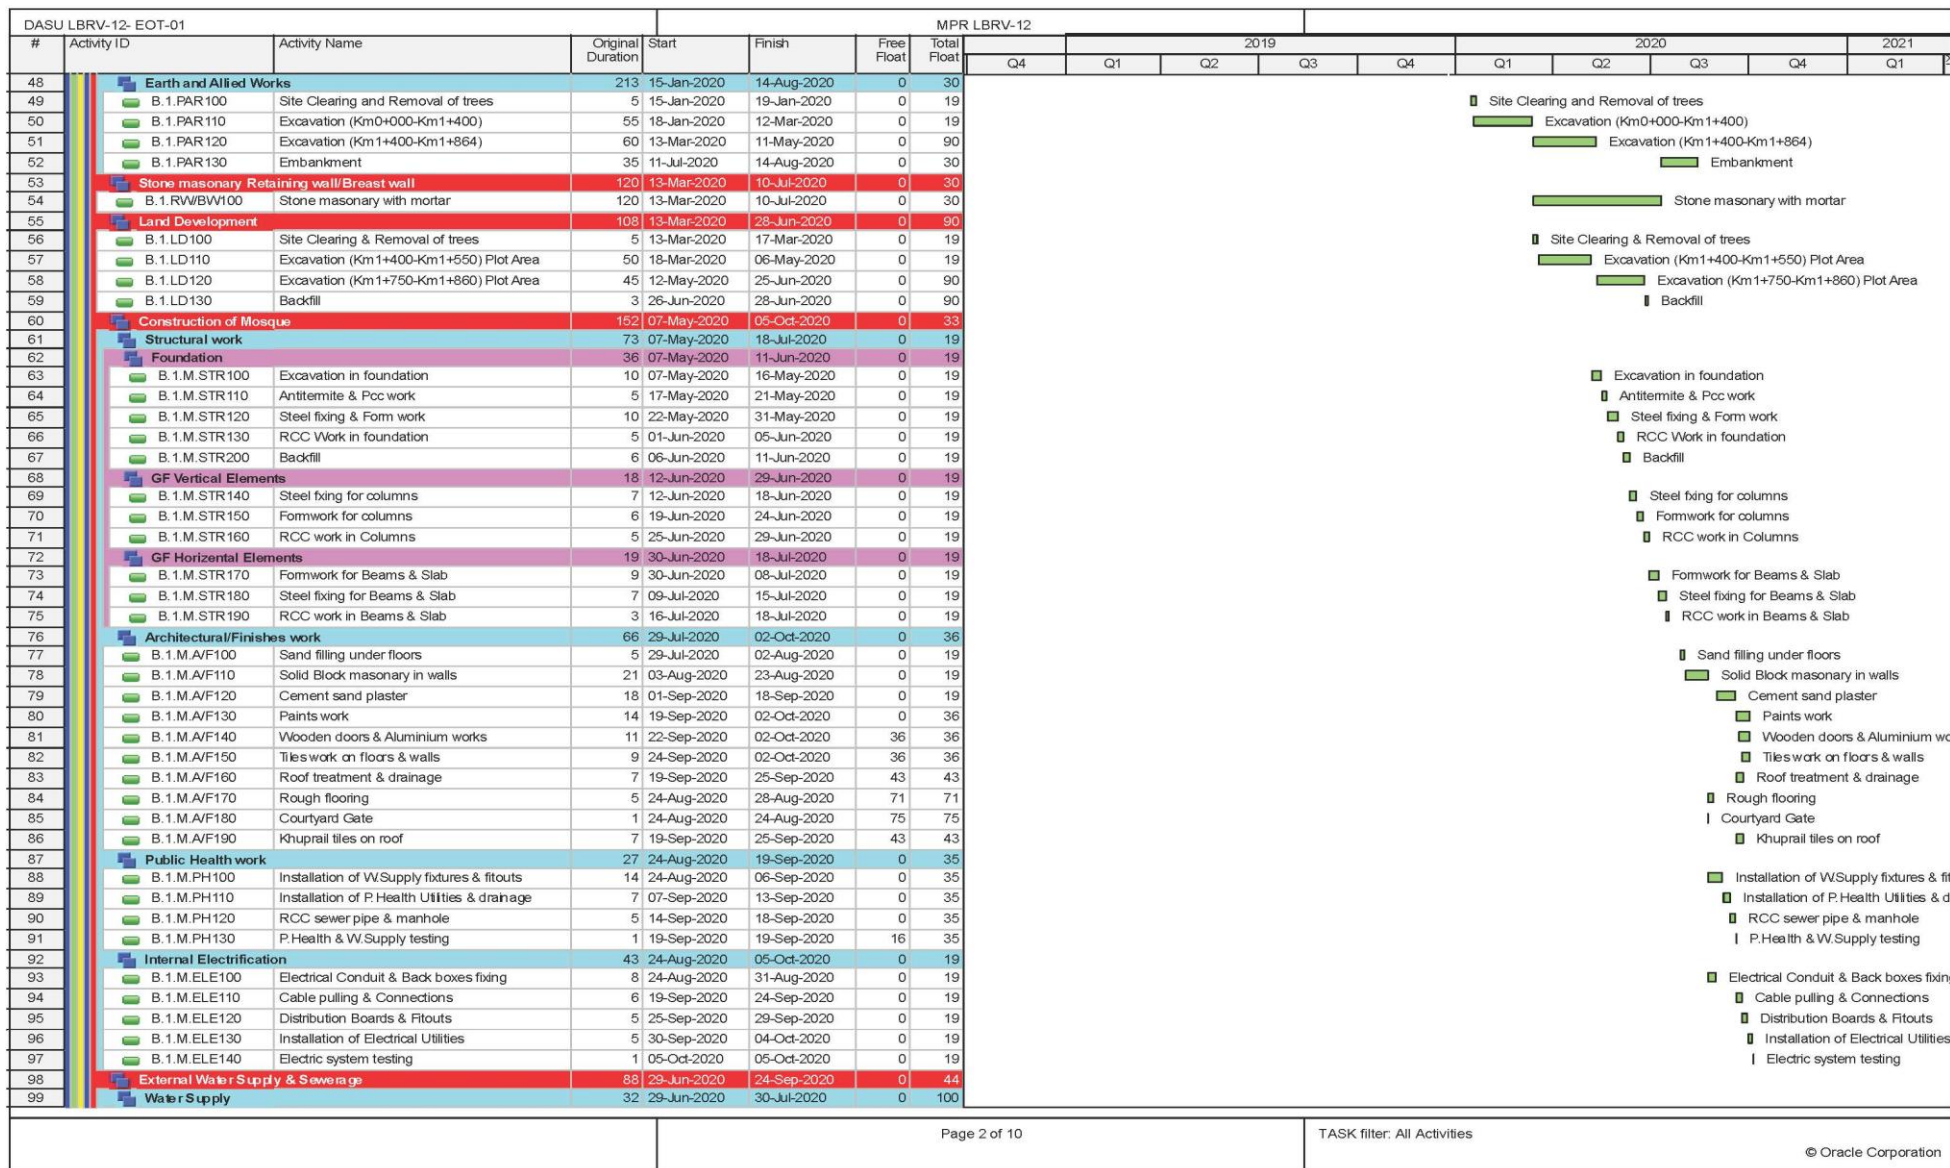 DASU LBRV-12- EOT-01 MPR LBRV-12
# Activity ID Activity Name Original Duration Start Finish Free Float Total Float 2019 2020 2021
Q4 Q1 Q2 Q3 Q4 Q1 Q2 Q3 Q4 Q1
48 Earth and Allied Works 213 15-Jan-2020 14-Aug-2020 0 30
49 B.1.PAR100 Site Clearing and Removal of trees 5 15-Jan-2020 19-Jan-2020 0 19 Site Clearing and Removal of trees
50 B.1.PAR110 Excavation (Km0+000-Km1+400) 55 18-Jan-2020 12-Mar-2020 0 19 Excavation (Km0+000-Km1+400)
51 B.1.PAR120 Excavation (Km1+400-Km1+864) 60 13-Mar-2020 11-May-2020 0 90 Excavation (Km1+400-Km1+864)
52 B.1.PAR130 Embankment 35 11-Jul-2020 14-Aug-2020 0 30 Embankment
53 Stone masonary Retaining wall/Breast wall 120 13-Mar-2020 10-Jul-2020 0 30
54 B.1.RW/BW100 Stone masonary with mortar 120 13-Mar-2020 10-Jul-2020 0 30 Stone masonary with mortar
55 Land Development 108 13-Mar-2020 28-Jun-2020 0 90
56 B.1.LD100 Site Clearing & Removal of trees 5 13-Mar-2020 17-Mar-2020 0 19 Site Clearing & Removal of trees
57 B.1.LD110 Excavation (Km1+400-Km1+550) Plot Area 50 18-Mar-2020 06-May-2020 0 19 Excavation (Km1+400-Km1+550) Plot Area
58 B.1.LD120 Excavation (Km1+750-Km1+860) Plot Area 45 12-May-2020 25-Jun-2020 0 90 Excavation (Km1+750-Km1+860) Plot Area
59 B.1.LD130 Backfill 3 26-Jun-2020 28-Jun-2020 0 90 Backfill
60 Construction of Mosque 152 07-May-2020 05-Oct-2020 0 33
61 Structural work 73 07-May-2020 18-Jul-2020 0 19
62 Foundation 36 07-May-2020 11-Jun-2020 0 19
63 B.1.M.STR100 Excavation in foundation 10 07-May-2020 16-May-2020 0 19 Excavation in foundation
64 B.1.M.STR110 Antitermite & Pcc work 5 17-May-2020 21-May-2020 0 19 Antitermite & Pcc work
65 B.1.M.STR120 Steel fixing & Form work 10 22-May-2020 31-May-2020 0 19 Steel fixing & Form work
66 B.1.M.STR130 RCC Work in foundation 5 01-Jun-2020 05-Jun-2020 0 19 RCC Work in foundation
67 B.1.M.STR200 Backfill 6 06-Jun-2020 11-Jun-2020 0 19 Backfill
68 GF Vertical Elements 18 12-Jun-2020 29-Jun-2020 0 19
69 B.1.M.STR140 Steel fxing for columns 7 12-Jun-2020 18-Jun-2020 0 19 Steel fxing for columns
70 B.1.M.STR150 Formwork for columns 6 19-Jun-2020 24-Jun-2020 0 19 Formwork for columns
71 B.1.M.STR160 RCC work in Columns 5 25-Jun-2020 29-Jun-2020 0 19 RCC work in Columns
72 GF Horizental Elements 19 30-Jun-2020 18-Jul-2020 0 19
73 B.1.M.STR170 Formwork for Beams & Slab 9 30-Jun-2020 08-Jul-2020 0 19 Formwork for Beams & Slab
74 B.1.M.STR180 Steel fixing for Beams & Slab 7 09-Jul-2020 15-Jul-2020 0 19 Steel fixing for Beams & Slab
75 B.1.M.STR190 RCC work in Beams & Slab 3 16-Jul-2020 18-Jul-2020 0 19 RCC work in Beams & Slab
76 Architectural/Finishes work 66 29-Jul-2020 02-Oct-2020 0 36
77 B.1.M.A/F100 Sand filling under floors 5 29-Jul-2020 02-Aug-2020 0 19 Sand filling under floors
78 B.1.M.A/F110 Solid Block masonary in walls 21 03-Aug-2020 23-Aug-2020 0 19 Solid Block masonary in walls
79 B.1.M.A/F120 Cement sand plaster 18 01-Sep-2020 18-Sep-2020 0 19 Cement sand plaster
80 B.1.M.A/F130 Paints work 14 19-Sep-2020 02-Oct-2020 0 36 Paints work
81 B.1.M.A/F140 Wooden doors & Aluminium works 11 22-Sep-2020 02-Oct-2020 36 36 Wooden doors & Aluminium wo
82 B.1.M.A/F150 Tiles work on floors & walls 9 24-Sep-2020 02-Oct-2020 36 36 Tiles work on floors & walls
83 B.1.M.A/F160 Roof treatment & drainage 7 19-Sep-2020 25-Sep-2020 43 43 Roof treatment & drainage
84 B.1.M.A/F170 Rough flooring 5 24-Aug-2020 28-Aug-2020 71 71 Rough flooring
85 B.1.M.A/F180 Courtyard Gate 1 24-Aug-2020 24-Aug-2020 75 75 Courtyard Gate
86 B.1.M.A/F190 Khuprail tiles on roof 7 19-Sep-2020 25-Sep-2020 43 43 Khuprail tiles on roof
87 Public Health work 27 24-Aug-2020 19-Sep-2020 0 35
88 B.1.M.PH100 Installation of W.Supply fixtures & fitouts 14 24-Aug-2020 06-Sep-2020 0 35 Installation of W.Supply fixtures & fit
89 B.1.M.PH110 Installation of P.Health Utilities & drainage 7 07-Sep-2020 13-Sep-2020 0 35 Installation of P.Health Utilities & d
90 B.1.M.PH120 RCC sewer pipe & manhole 5 14-Sep-2020 18-Sep-2020 0 35 RCC sewer pipe & manhole
91 B.1.M.PH130 P.Health & W.Supply testing 1 19-Sep-2020 19-Sep-2020 16 35 P.Health & W.Supply testing
92 Internal Electrification 43 24-Aug-2020 05-Oct-2020 0 19
93 B.1.M.ELE100 Electrical Conduit & Back boxes fixing 8 24-Aug-2020 31-Aug-2020 0 19 Electrical Conduit & Back boxes fixing
94 B.1.M.ELE110 Cable pulling & Connections 6 19-Sep-2020 24-Sep-2020 0 19 Cable pulling & Connections
95 B.1.M.ELE120 Distribution Boards & Fitouts 5 25-Sep-2020 29-Sep-2020 0 19 Distribution Boards & Fitouts
96 B.1.M.ELE130 Installation of Electrical Utilities 5 30-Sep-2020 04-Oct-2020 0 19 Installation of Electrical Utilities
97 B.1.M.ELE140 Electric system testing 1 05-Oct-2020 05-Oct-2020 0 19 Electric system testing
98 External Water Supply & Sewerage 88 29-Jun-2020 24-Sep-2020 0 44
99 Water Supply 32 29-Jun-2020 30-Jul-2020 0 100
Page 2 of 10 TASK filter: All Activities
© Oracle Corporation